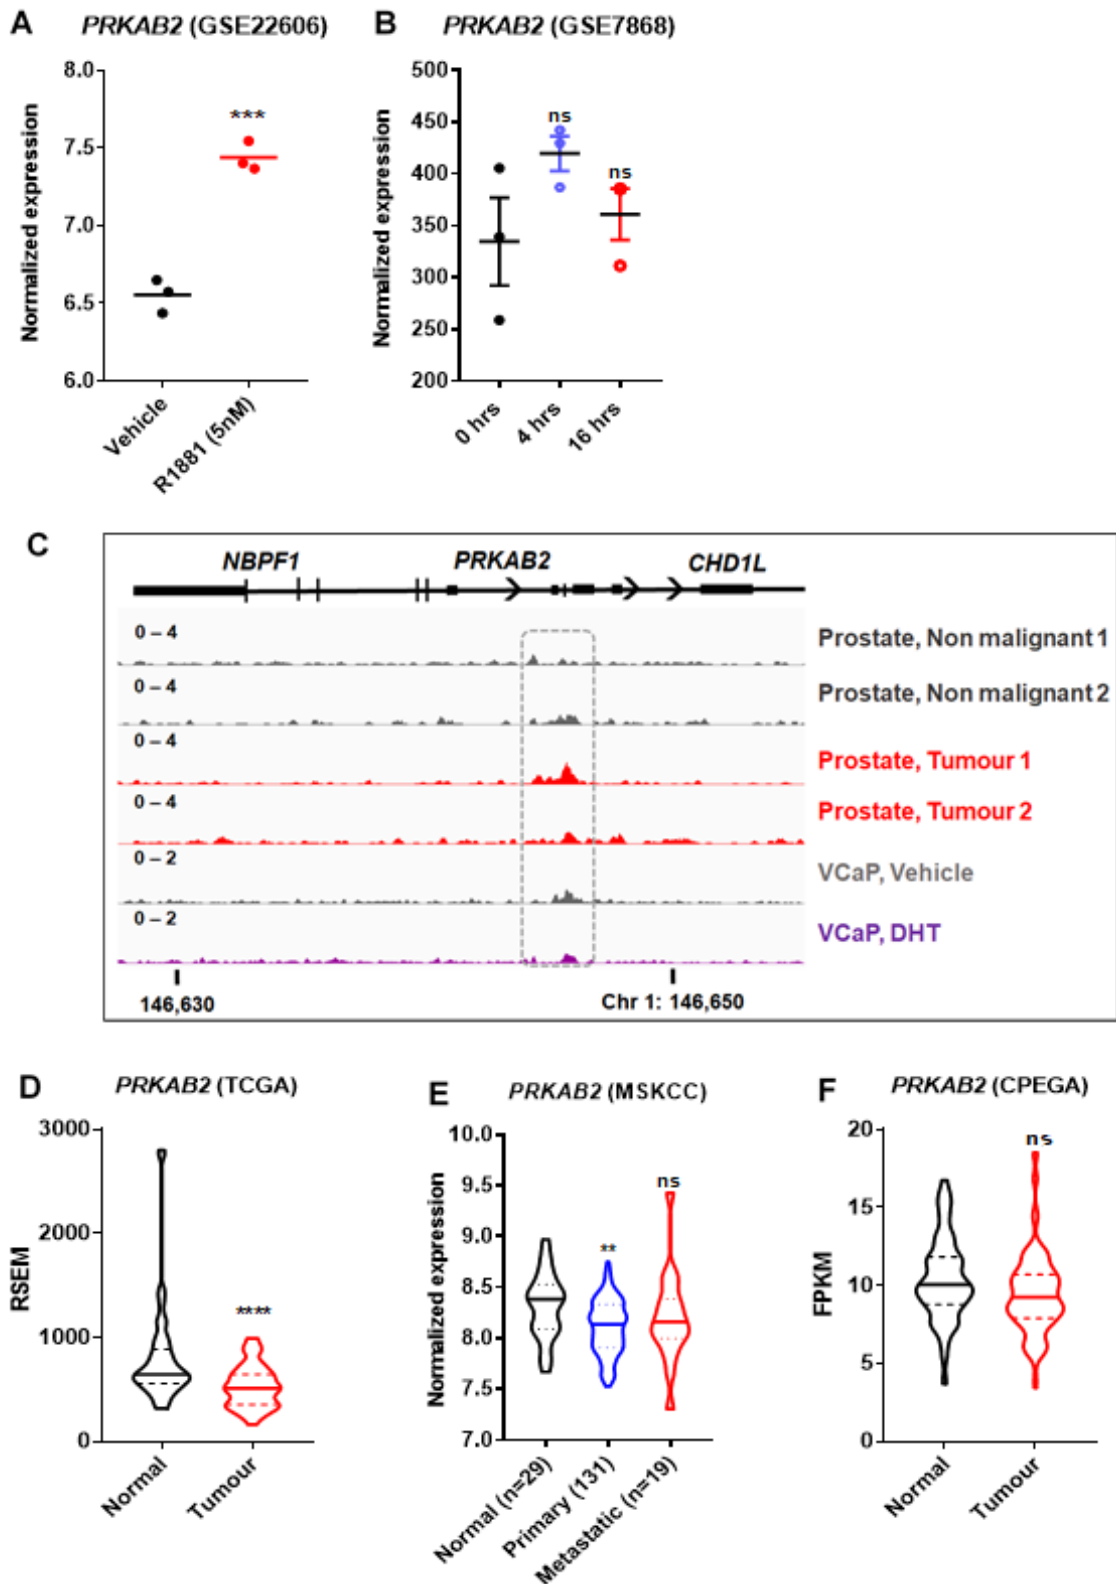 A PRKAB2 (GSE22606)
Normalized expression
8.0
7.5
7.0
6.5
6.0
***
Vehicle
R1881 (5nM)
B PRKAB2 (GSE7868)
Normalized expression
500
450
400
350
300
250
200
ns
ns
0 hrs
4 hrs
16 hrs
C
NBPF1 PRKAB2 CHD1L
0 – 4 Prostate, Non malignant 1
0 – 4 Prostate, Non malignant 2
0 – 4 Prostate, Tumour 1
0 – 4 Prostate, Tumour 2
0 – 2 VCaP, Vehicle
0 – 2 VCaP, DHT
146,630 Chr 1: 146,650
D PRKAB2 (TCGA)
RSEM
3000
2000
1000
0
****
Normal
Tumour
E PRKAB2 (MSKCC)
Normalized expression
10.0
9.5
9.0
8.5
8.0
7.5
7.0
**
ns
Normal (n=29)
Primary (131)
Metastatic (n=19)
F PRKAB2 (CPEGA)
FPKM
20
15
10
5
0
ns
Normal
Tumour